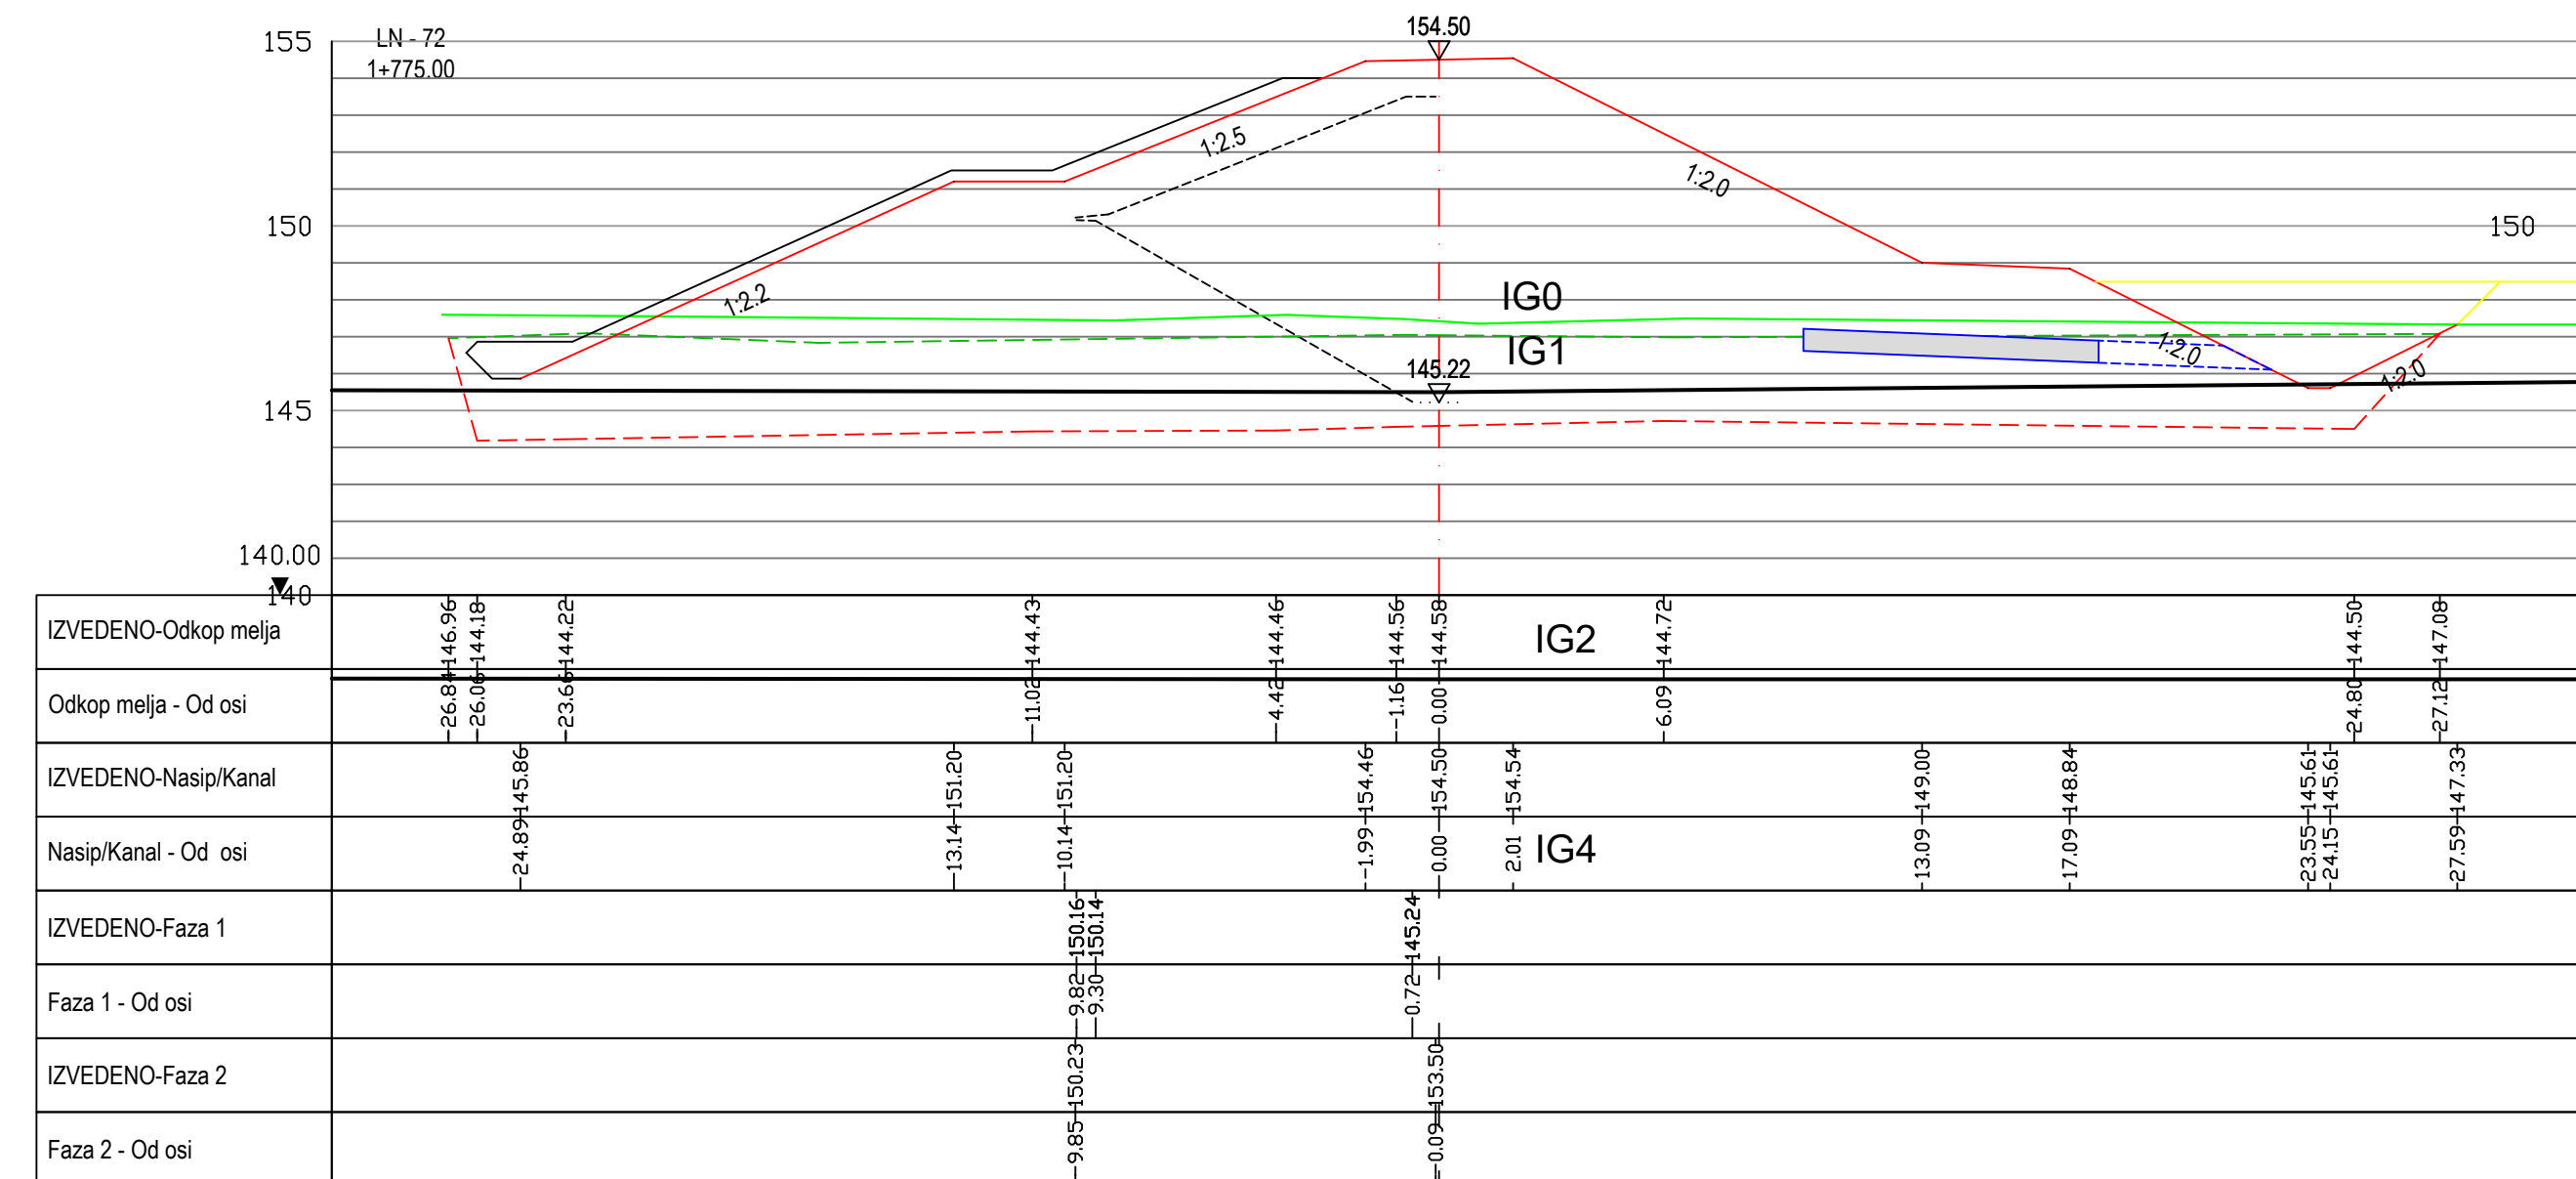 154.50
155
LN - 72
1+775.00
1:2.5
1:2.0
150
150
1:2.2
IG0
IG1
1:2.0
145.22
1:2.0
145
140.00
140
IZVEDENO-Odkop melja
146.96 144.18 144.22 144.43 144.46 144.56 144.58 144.72 144.50 147.08
IG2
Odkop melja - Od osi
-26.84 -26.06 -23.66 -11.02 -4.42 -1.16 0.00 6.09 24.80 27.12
IZVEDENO-Nasip/Kanal
145.86 151.20 151.20 154.46 154.50 154.54 149.00 148.84 145.61 145.61 147.33
Nasip/Kanal - Od osi
-24.89 -13.14 -10.14 -1.99 0.00 2.01 13.09 17.09 23.55 24.15 27.59
IG4
IZVEDENO-Faza 1
150.16 150.14 145.24
Faza 1 - Od osi
-9.82 -9.30 -0.72
IZVEDENO-Faza 2
150.23 153.50
Faza 2 - Od osi
-9.85 -0.09